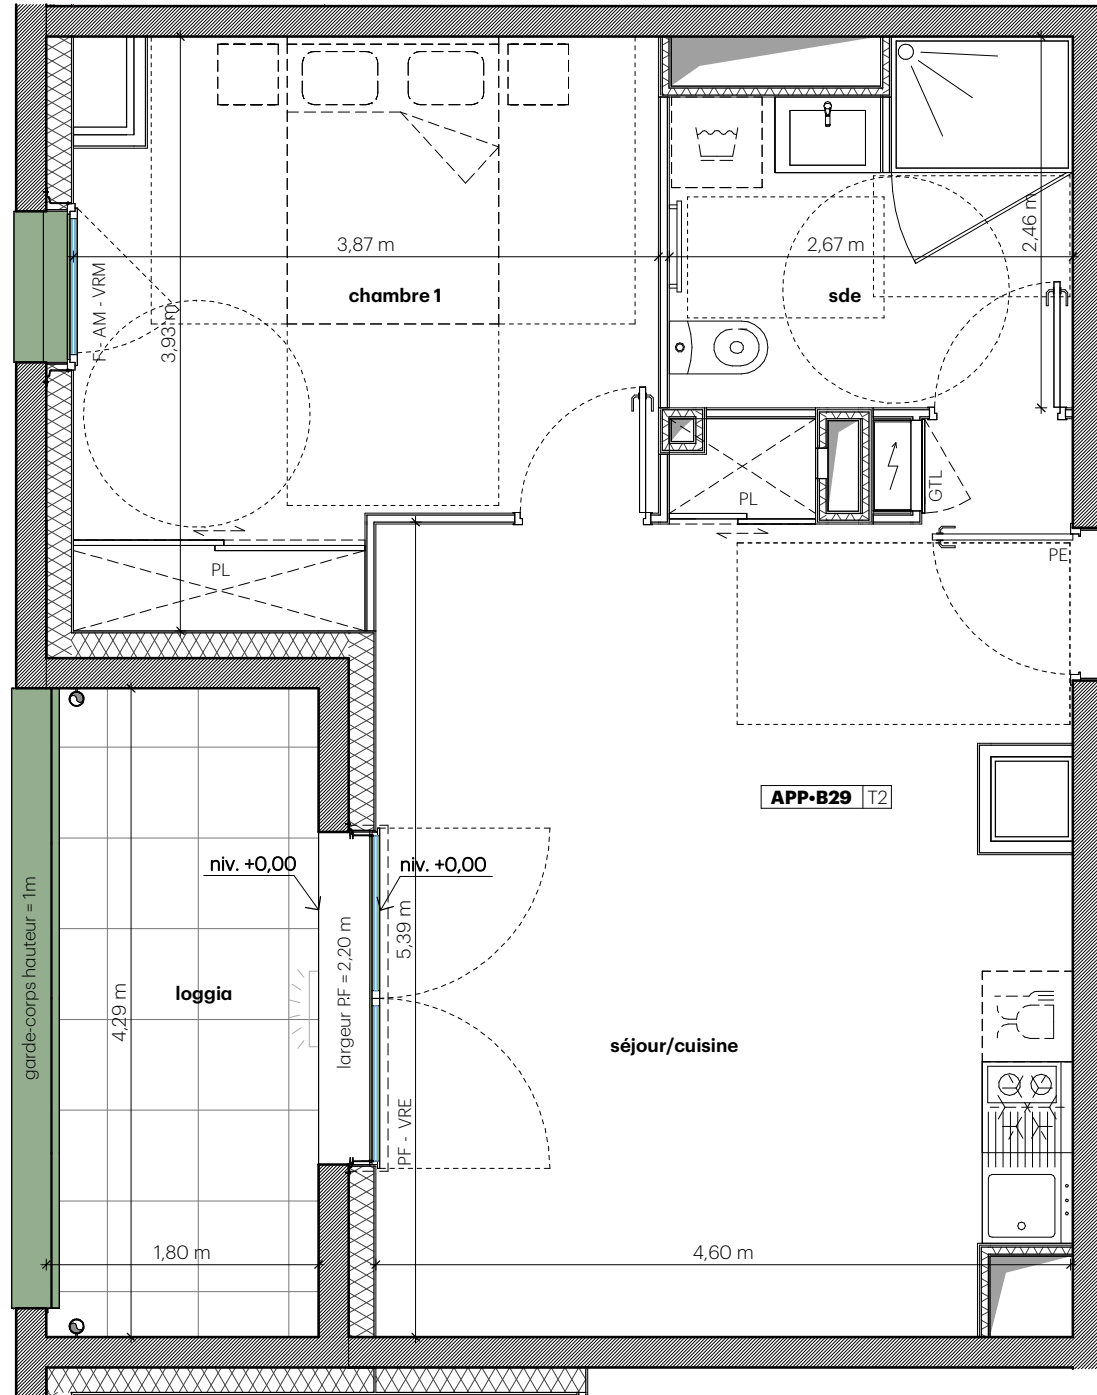 3,87 m
2,67 m
2,46 m
chambre 1
sde
F - AM - VRM
3,93 m
PL
GTL
PL
PE
APP•B29 T2
niv. +0,00
niv. +0,00
garde-corps hauteur = 1m
4,29 m
loggia
largeur P.F = 2,20 m
5,39 m
PF - VRE
séjour/cuisine
1,80 m
4,60 m